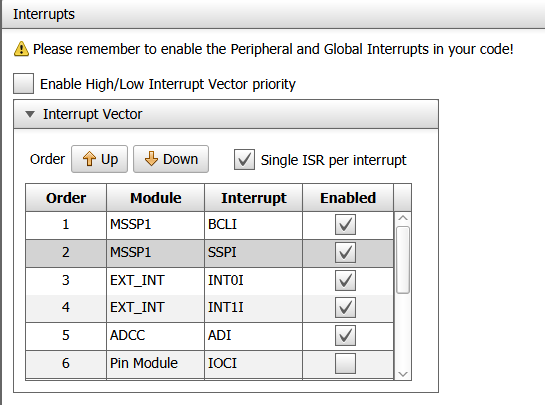 Interrupts
Please remember to enable the Peripheral and Global Interrupts in your code!
Enable High/Low Interrupt Vector priority
Interrupt Vector
Order Up Down Single ISR per interrupt
Order Module Interrupt Enabled
1 MSSP1 BCLI
2 MSSP1 SSPI
3 EXT_INT INT0I
4 EXT_INT INT1I
5 ADCC ADI
6 Pin Module IOCI